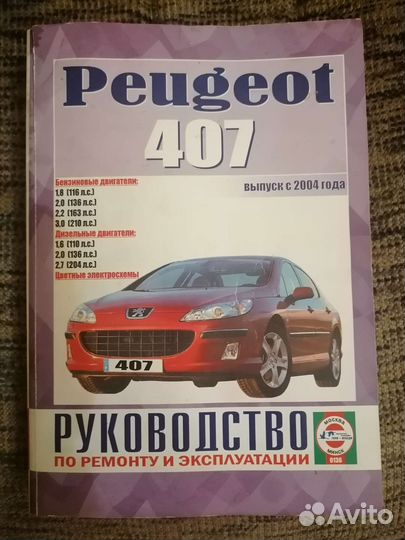 Peugeot
407
Бензиновые двигатели:
1,8 (116 л.с.)
2,0 (136 л.с.)
2,2 (163 л.с.)
3,0 (210 л.с.)
Дизельные двигатели:
1,6 (110 л.с.)
2,0 (136 л.с.)
2,7 (204 л.с.)
Цветные электросхемы
выпуск с 2004 года
407
РУКОВОДСТВО
ПО РЕМОНТУ И ЭКСПЛУАТАЦИИ
МОСКВА
МИНСК
0136
Avito